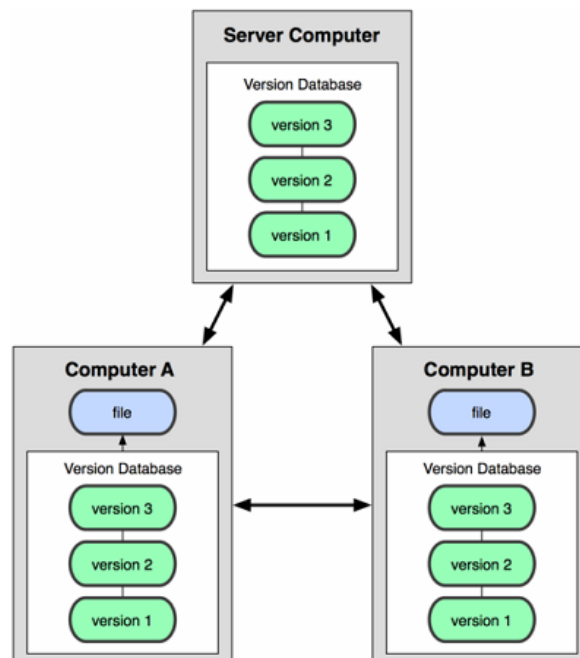 Server Computer
Version Database
version 3
version 2
version 1
Computer A
file
Version Database
version 3
version 2
version 1
Computer B
file
Version Database
version 3
version 2
version 1